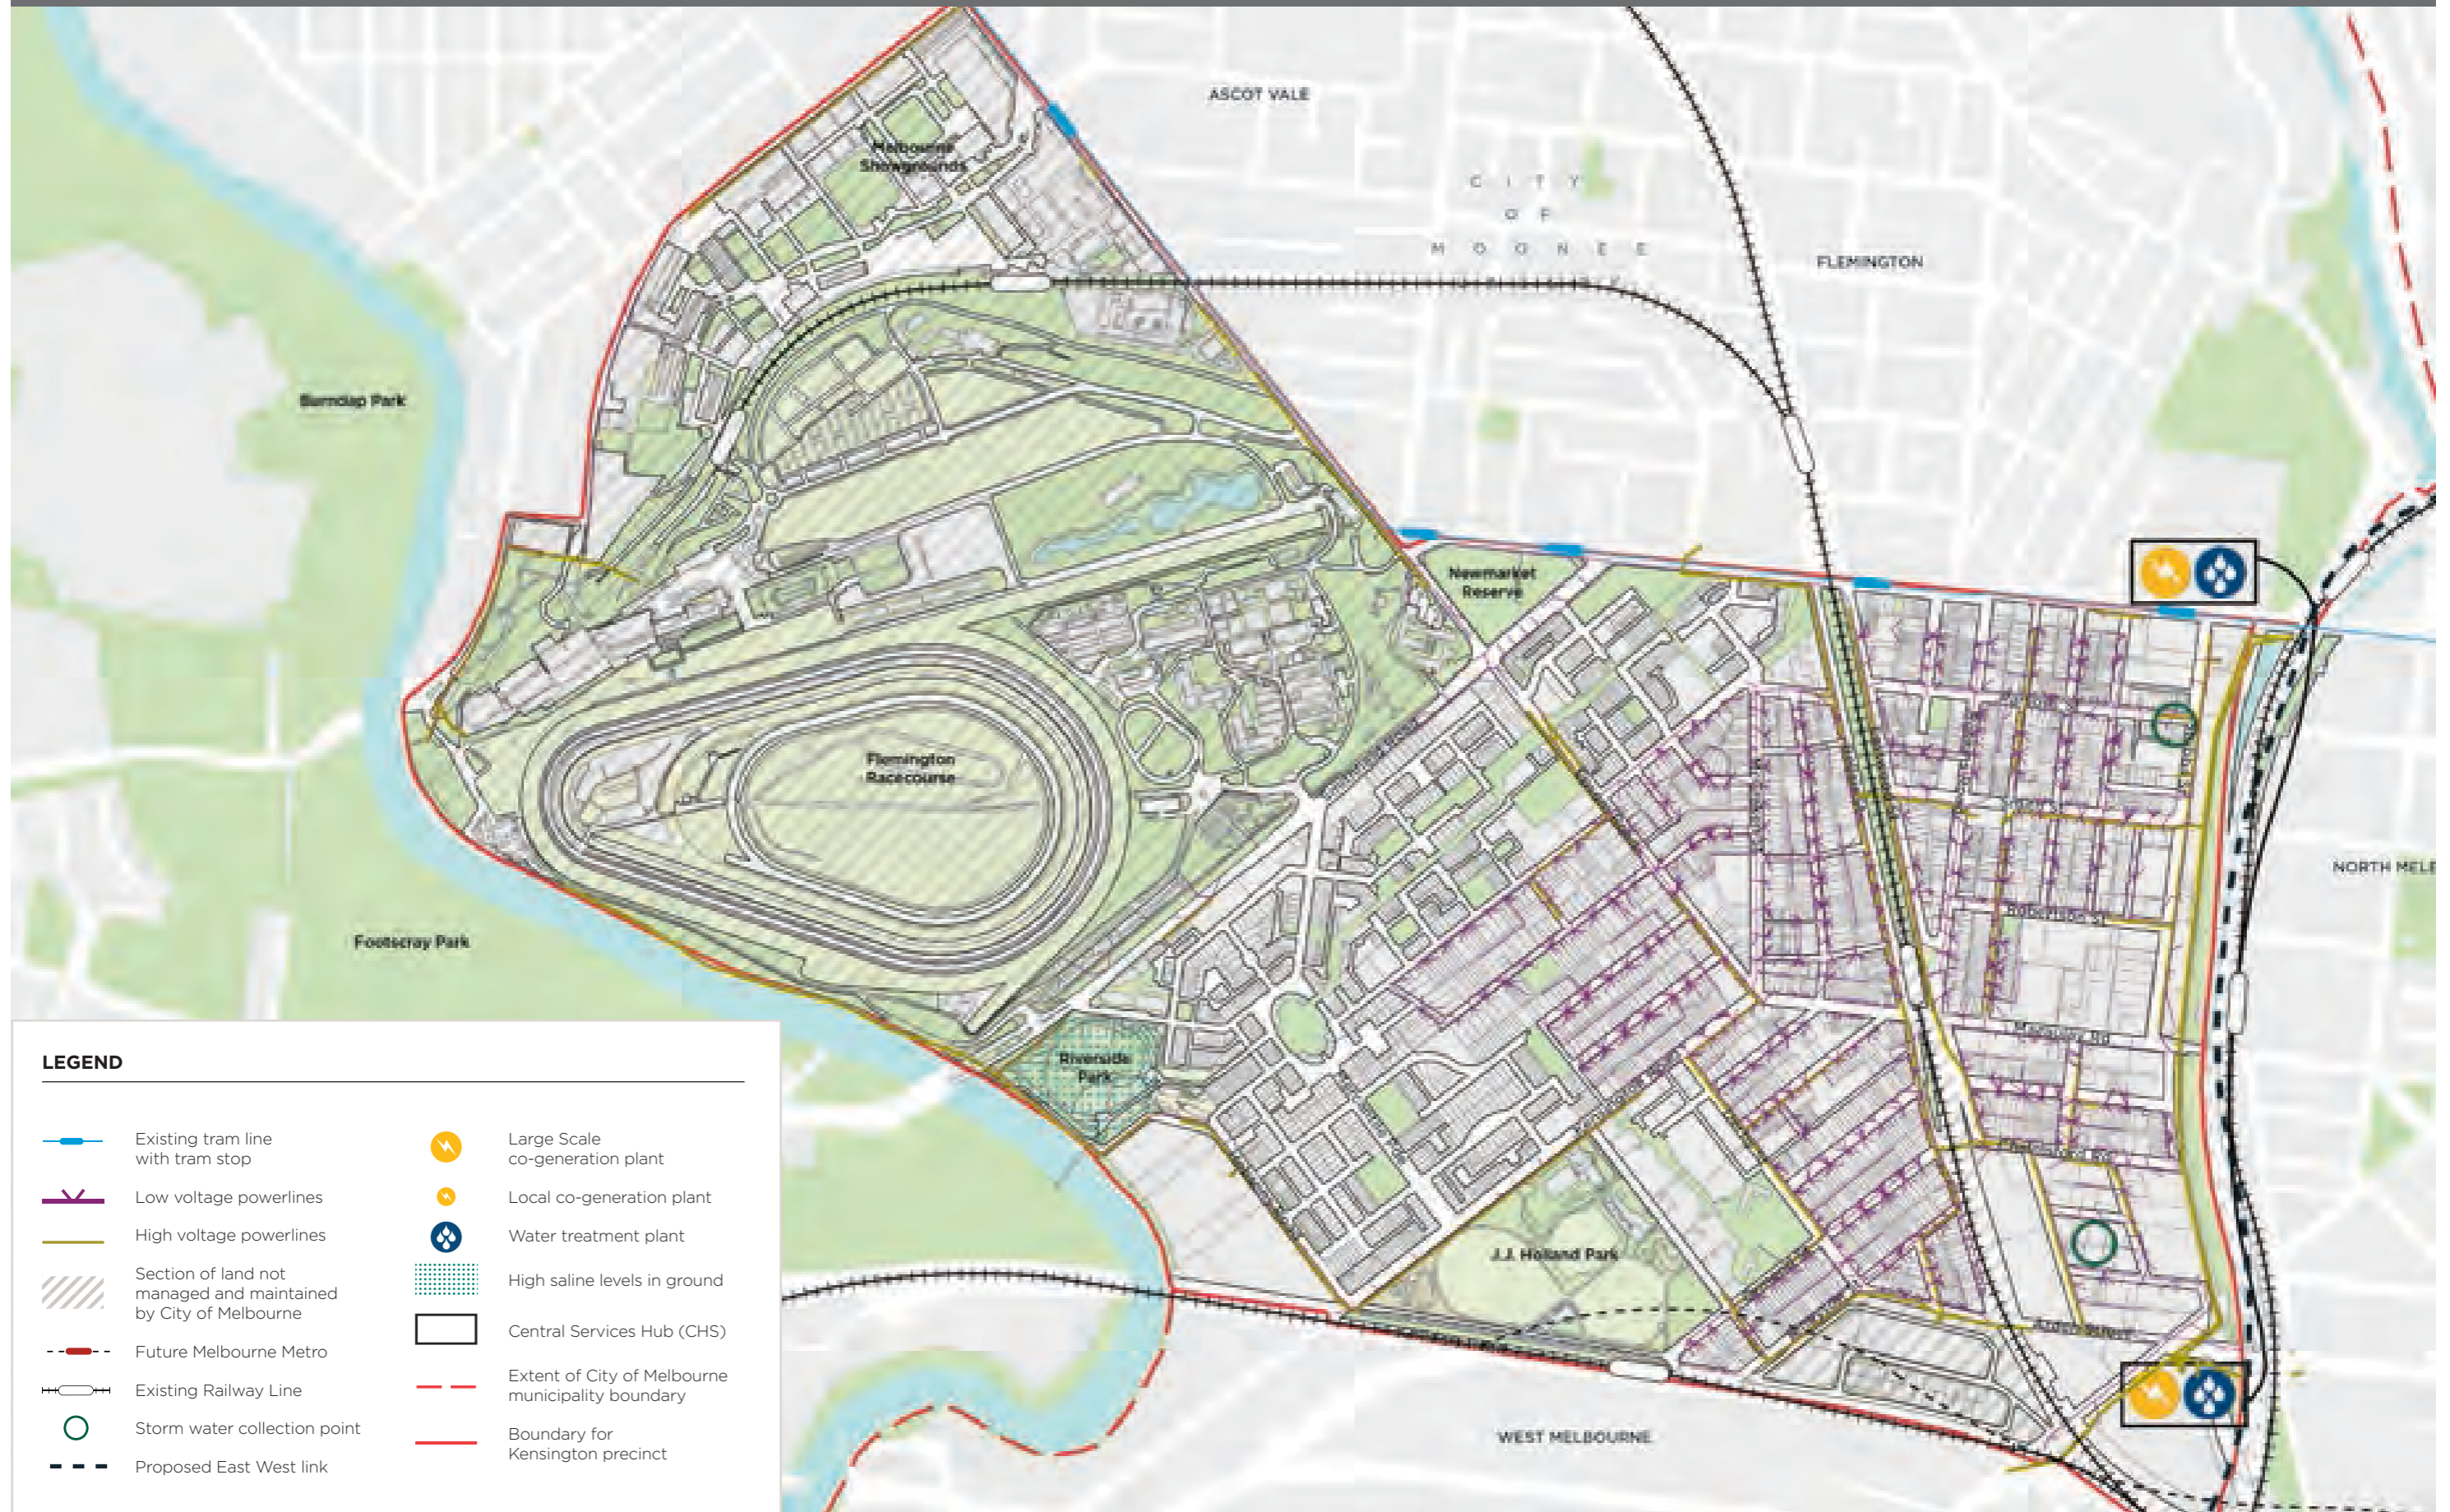 ASCOT VALE
Melbourne
Showgrounds
C I T Y
O F
M O O N E E
FLEMINGTON
Burndap Park
Newmarket
Reserve
Flemington
Racecourse
NORTH MELB
Footscray Park
Robertson St
Macaulay Rd
Riverside
Park
J.J. Holland Park
WEST MELBOURNE
LEGEND
Existing tram line
with tram stop
Low voltage powerlines
High voltage powerlines
Section of land not
managed and maintained
by City of Melbourne
Future Melbourne Metro
Existing Railway Line
Storm water collection point
Proposed East West link
Large Scale
co-generation plant
Local co-generation plant
Water treatment plant
High saline levels in ground
Central Services Hub (CHS)
Extent of City of Melbourne
municipality boundary
Boundary for
Kensington precinct